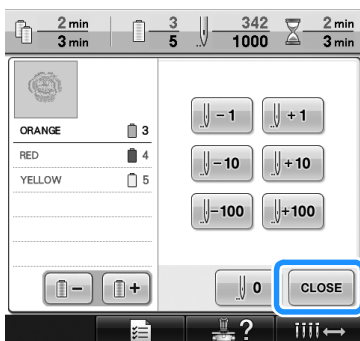 2 min 3 342 2 min
3 min 5 1000 3 min
ORANGE 3
RED 4
YELLOW 5
-1 +1
-10 +10
-100 +100
- + 0 CLOSE
?